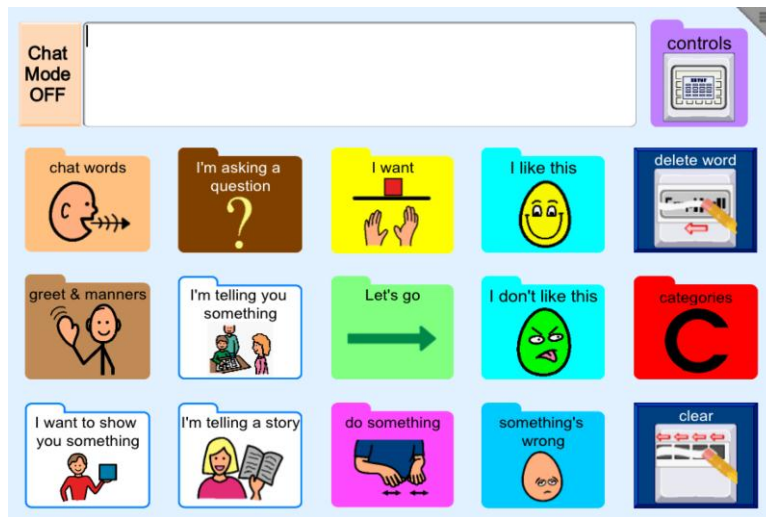 Chat
Mode
OFF
controls
chat words
I'm asking a
question
?
I want
I like this
delete word
greet & manners
I'm telling you
something
Let's go
I don't like this
categories
C
I want to show
you something
I'm telling a story
do something
something's
wrong
clear